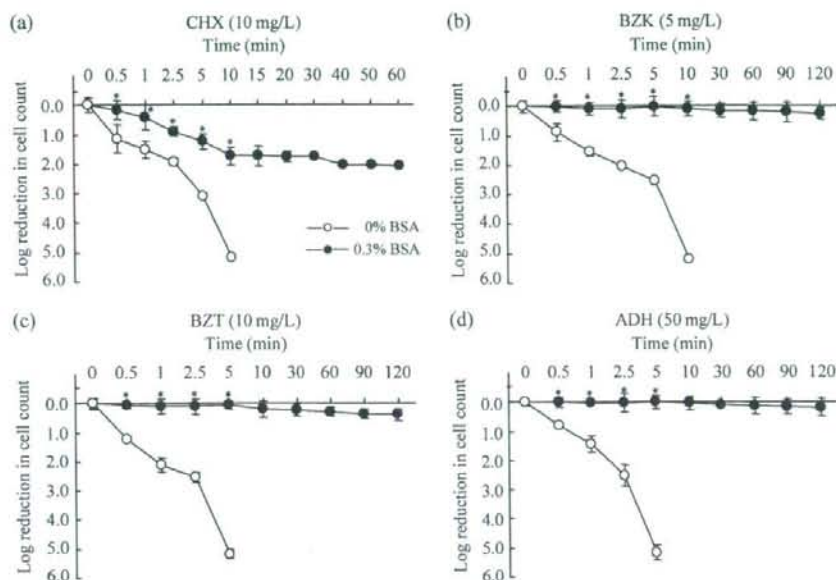 (a)
CHX (10 mg/L)
Time (min)
0 0.5 1 2.5 5 10 15 20 30 40 60
Log reduction in cell count
0.0
1.0
2.0
3.0
4.0
5.0
6.0
* * * * * *
0% BSA
0.3% BSA
(b)
BZK (5 mg/L)
Time (min)
0 0.5 1 2.5 5 10 30 60 90 120
Log reduction in cell count
0.0
1.0
2.0
3.0
4.0
5.0
6.0
* * * * *
(c)
BZT (10 mg/L)
Time (min)
0 0.5 1 2.5 5 10 30 60 90 120
Log reduction in cell count
0.0
1.0
2.0
3.0
4.0
5.0
6.0
* * * *
(d)
ADH (50 mg/L)
Time (min)
0 0.5 1 2.5 5 10 30 60 90 120
Log reduction in cell count
0.0
1.0
2.0
3.0
4.0
5.0
6.0
* * * *